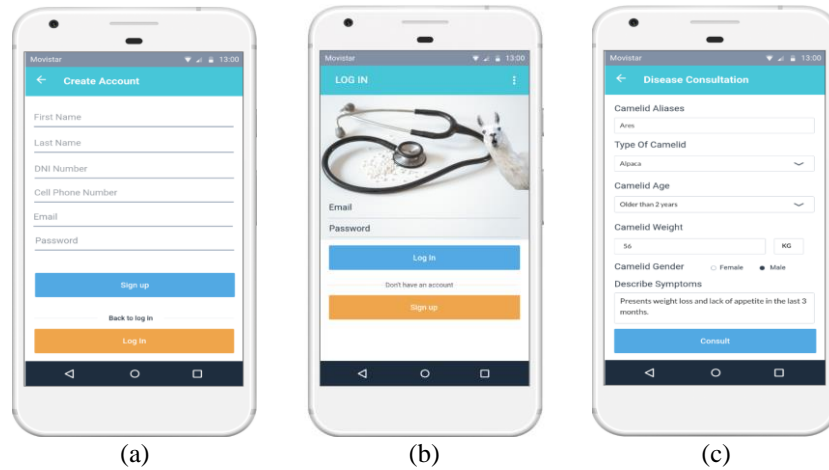 Movistar 13:00
Create Account
First Name
Last Name
DNI Number
Cell Phone Number
Email
Password
Sign up
Back to log in
Log In
(a)
Movistar 13:00
LOG IN
Email
Password
Log In
Don't have an account
Sign up
(b)
Movistar 13:00
Disease Consultation
Camelid Aliases
Ares
Type Of Camelid
Alpaca
Camelid Age
Older than 2 years
Camelid Weight
56 KG
Camelid Gender Female Male
Describe Symptoms
Presents weight loss and lack of appetite in the last 3
months.
Consult
(c)